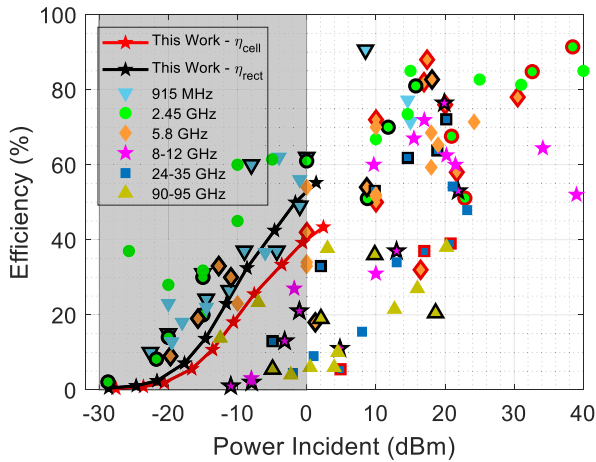 100
80
60
40
20
0
Efficiency (%)
This Work - ηcell
This Work - ηrect
915 MHz
2.45 GHz
5.8 GHz
8-12 GHz
24-35 GHz
90-95 GHz
-30 -20 -10 0 10 20 30 40
Power Incident (dBm)